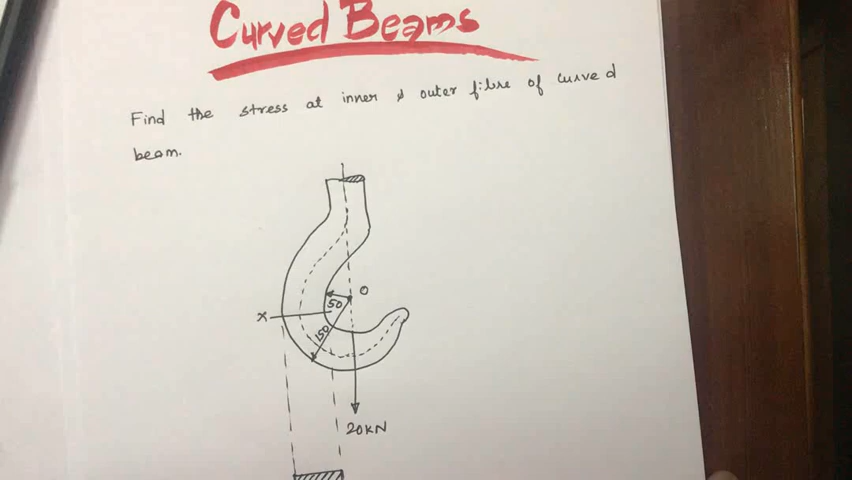 Curved Beams
Find the stress at inner & outer fibre of curved
beam.
O
50
X
150
20KN